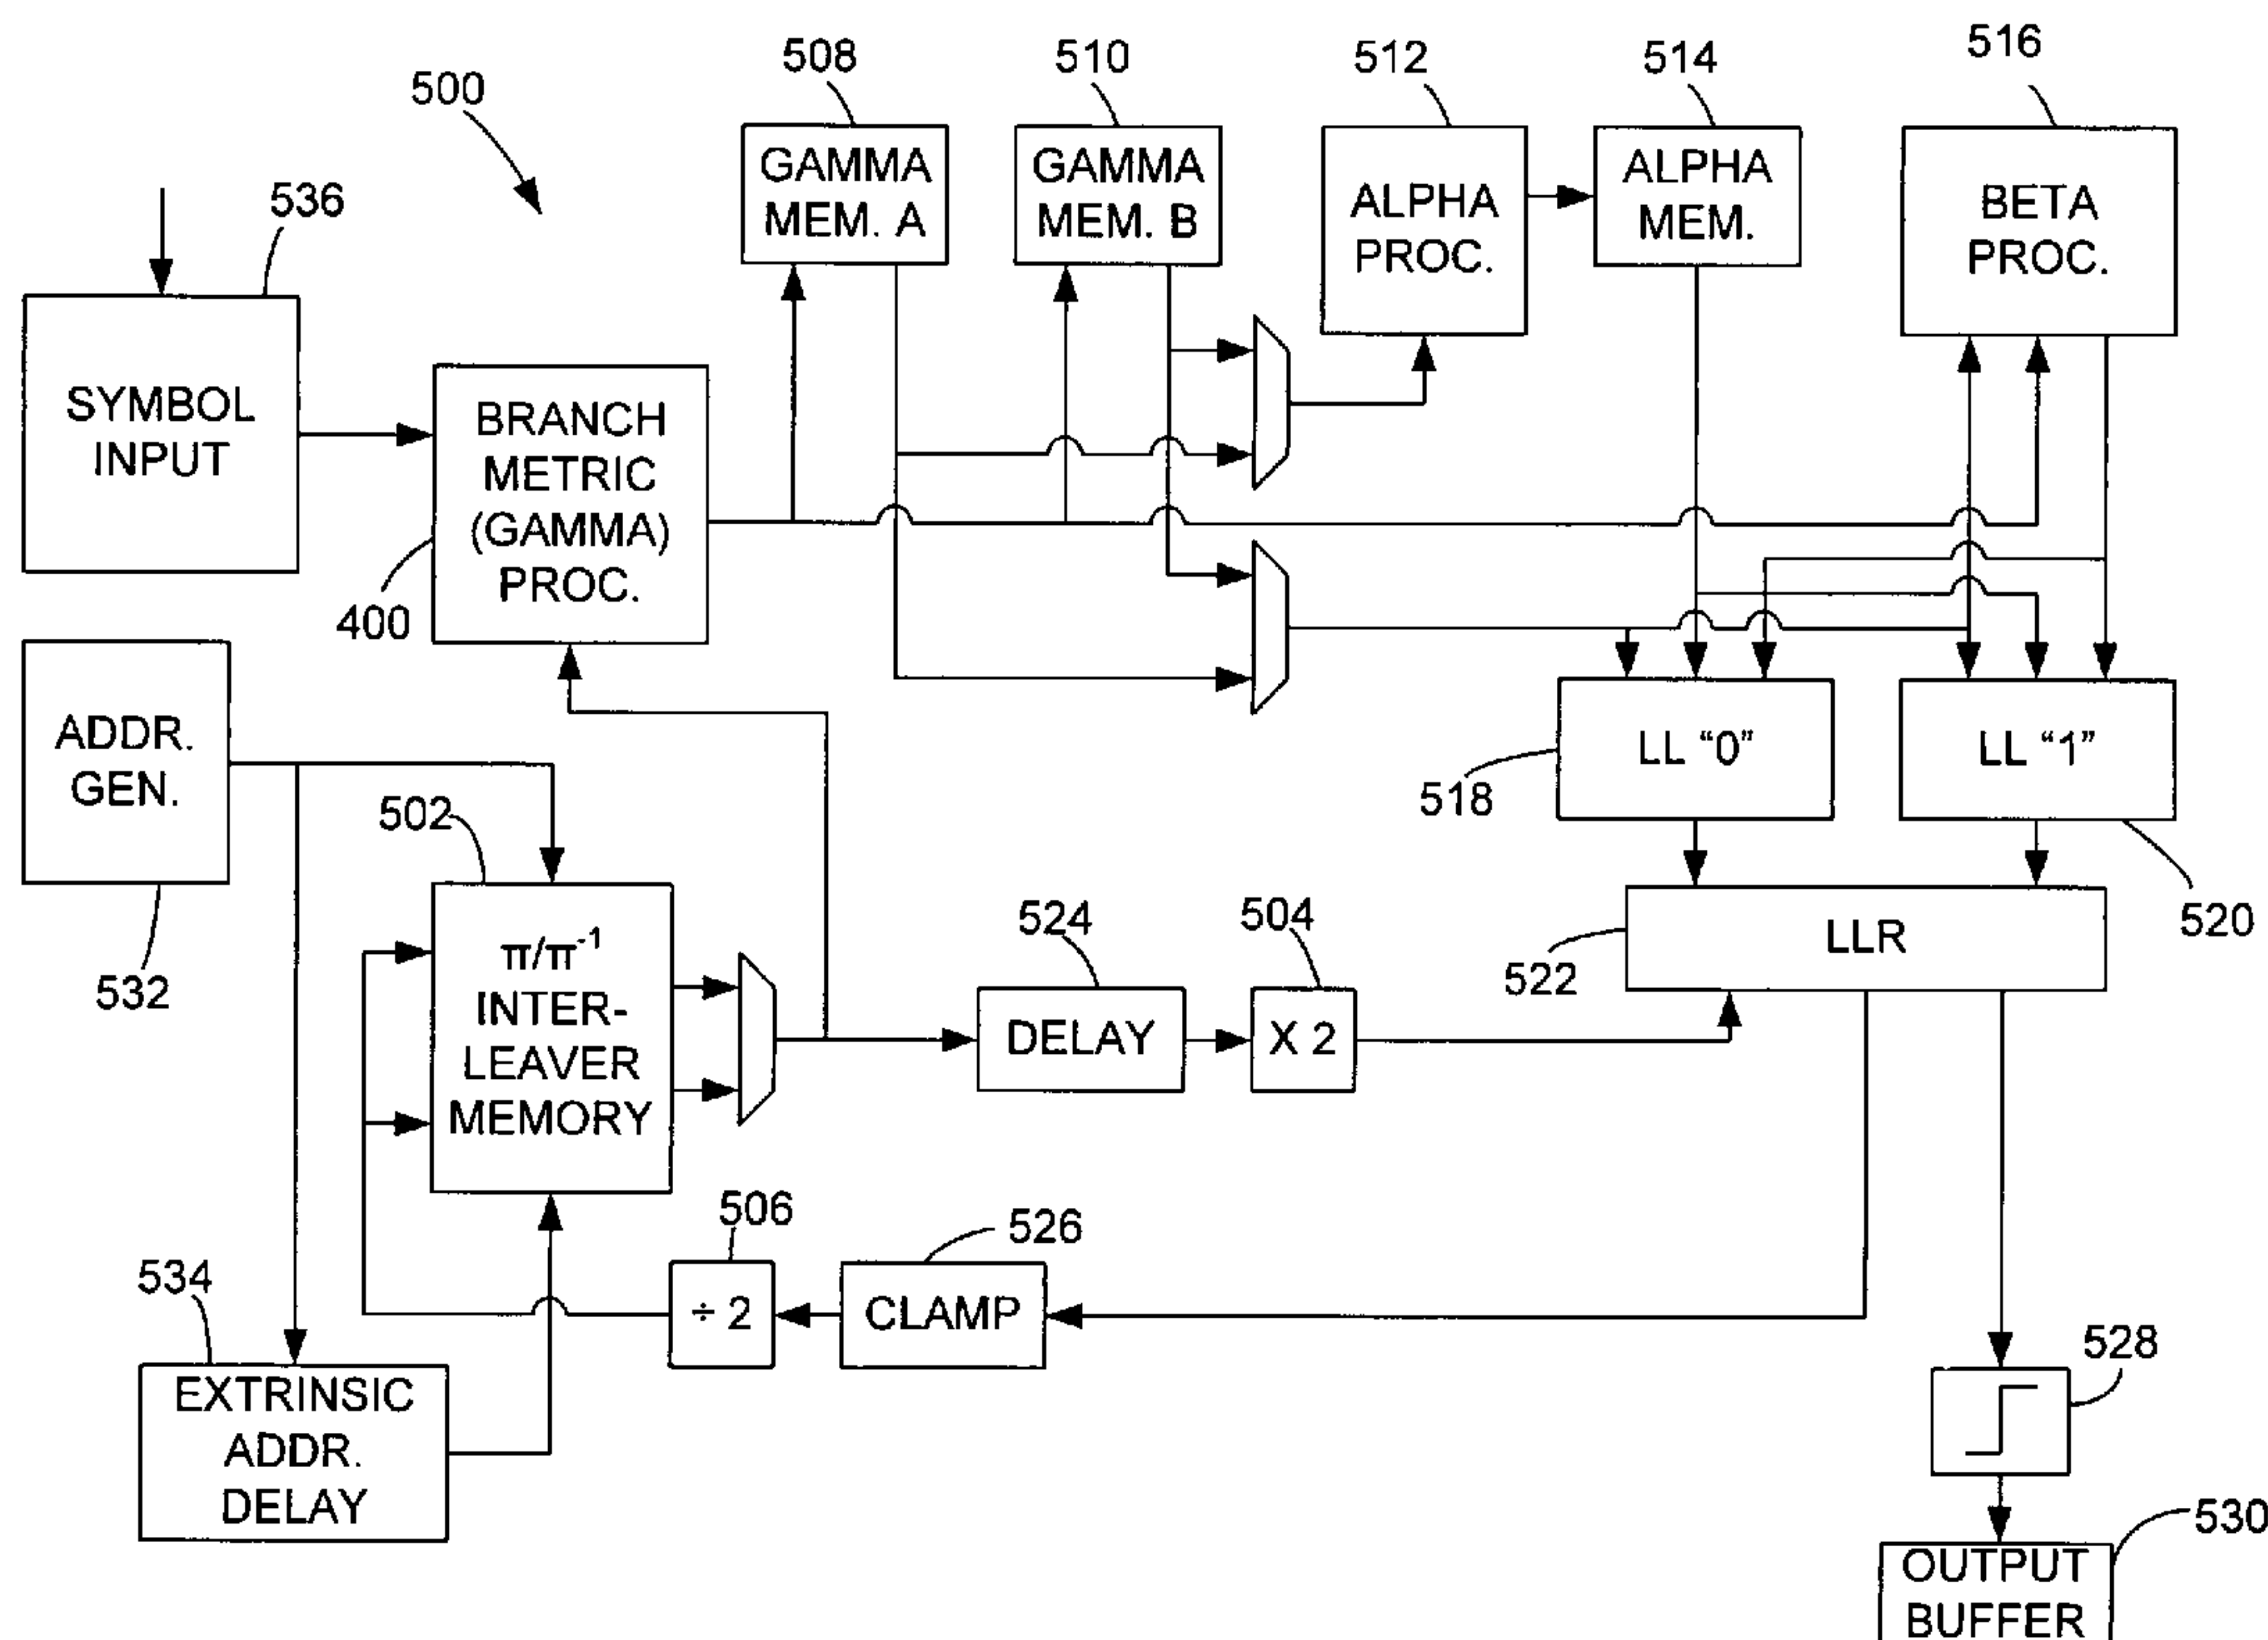 500
508
510
512
514
516
536
GAMMA
MEM. A
GAMMA
MEM. B
ALPHA
PROC.
ALPHA
MEM.
BETA
PROC.
SYMBOL
INPUT
BRANCH
METRIC
(GAMMA)
PROC.
400
ADDR.
GEN.
532
502
π/π⁻¹
INTER-
LEAVER
MEMORY
524
DELAY
504
X 2
518
LL “0”
LL “1”
520
522
LLR
506
÷ 2
526
CLAMP
534
EXTRINSIC
ADDR.
DELAY
528
530
OUTPUT
BUFFER